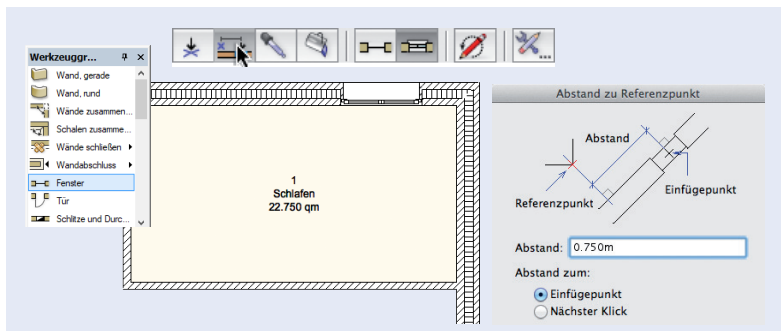 Werkzeuggr...
Wand, gerade
Wand, rund
Wände zusammen...
Schalen zusamme...
Wände schließen
Wandabschluss
Fenster
Tür
Schlitze und Durc...
...
1
Schlafen
22.750 qm
Abstand zu Referenzpunkt
Abstand
Einfügepunkt
Referenzpunkt
Abstand: 0.750m
Abstand zum:
Einfügepunkt
Nächster Klick